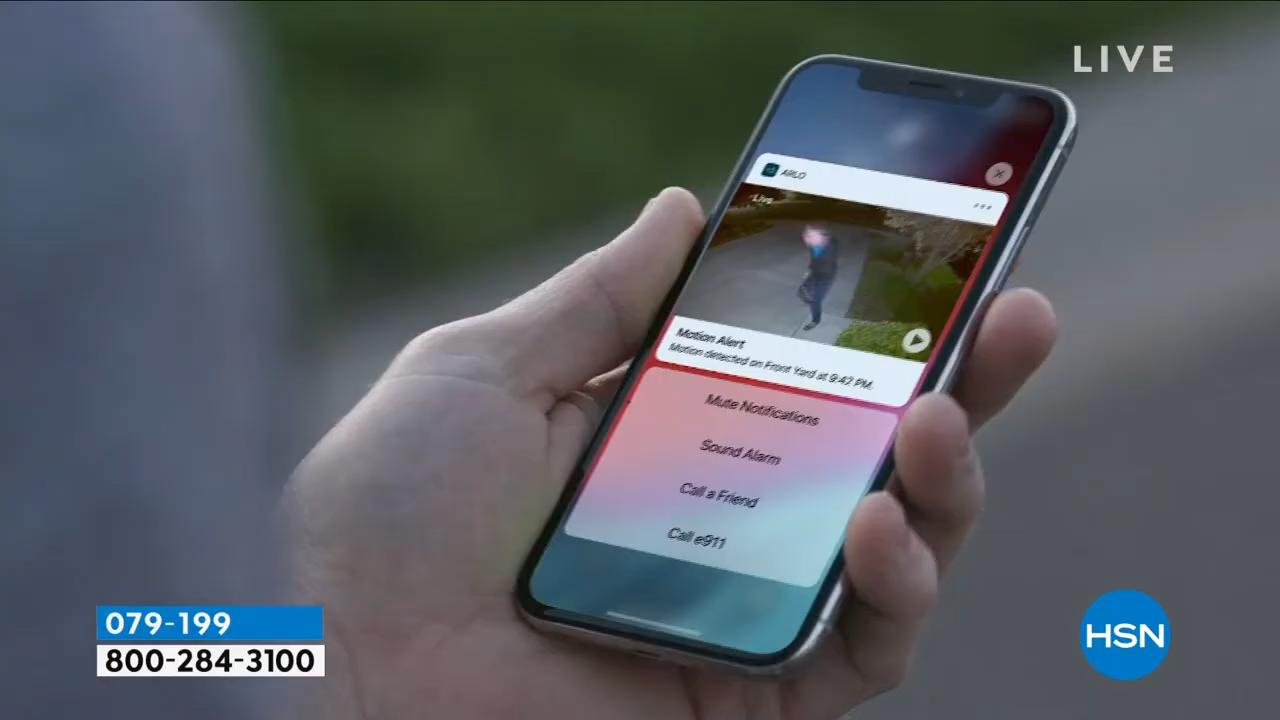 LIVE
ARLO
Live
Motion Alert
Motion detected on Front Yard at 9:42 PM.
Mute Notifications
Sound Alarm
Call a Friend
Call e911
079-199
800-284-3100
HSN